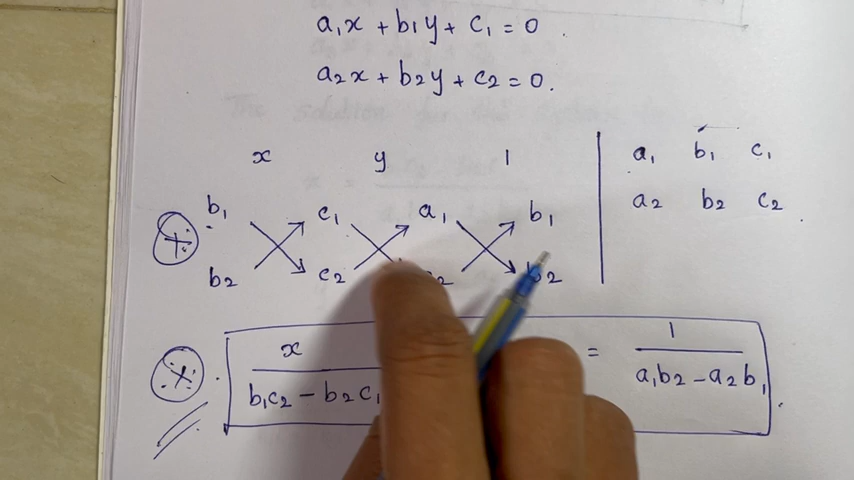 a₁x + b₁y + c₁ = 0.
a₂x + b₂y + c₂ = 0.
x y 1
a₁ b₁ c₁
a₂ b₂ c₂
b₁ c₁ a₁ b₁
b₂ c₂ 2 b₂
x / b₁c₂ - b₂c₁ = 1 / a₁b₂ - a₂b₁